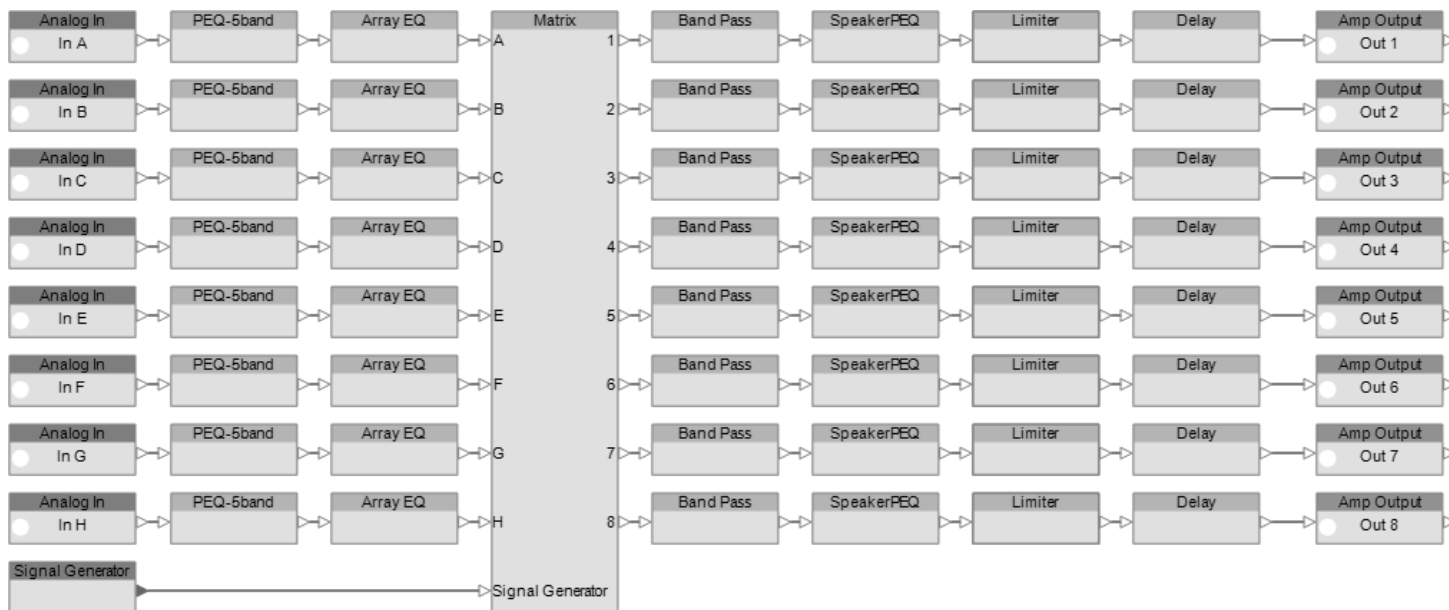 Analog In PEQ-5band Array EQ Matrix Band Pass SpeakerPEQ Limiter Delay Amp Output
In A A 1 Out 1
Analog In PEQ-5band Array EQ Band Pass SpeakerPEQ Limiter Delay Amp Output
In B B 2 Out 2
Analog In PEQ-5band Array EQ Band Pass SpeakerPEQ Limiter Delay Amp Output
In C C 3 Out 3
Analog In PEQ-5band Array EQ Band Pass SpeakerPEQ Limiter Delay Amp Output
In D D 4 Out 4
Analog In PEQ-5band Array EQ Band Pass SpeakerPEQ Limiter Delay Amp Output
In E E 5 Out 5
Analog In PEQ-5band Array EQ Band Pass SpeakerPEQ Limiter Delay Amp Output
In F F 6 Out 6
Analog In PEQ-5band Array EQ Band Pass SpeakerPEQ Limiter Delay Amp Output
In G G 7 Out 7
Analog In PEQ-5band Array EQ Band Pass SpeakerPEQ Limiter Delay Amp Output
In H H 8 Out 8
Signal Generator
Signal Generator